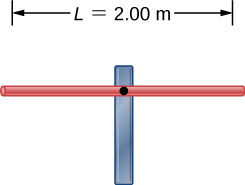 L = 2.00 m